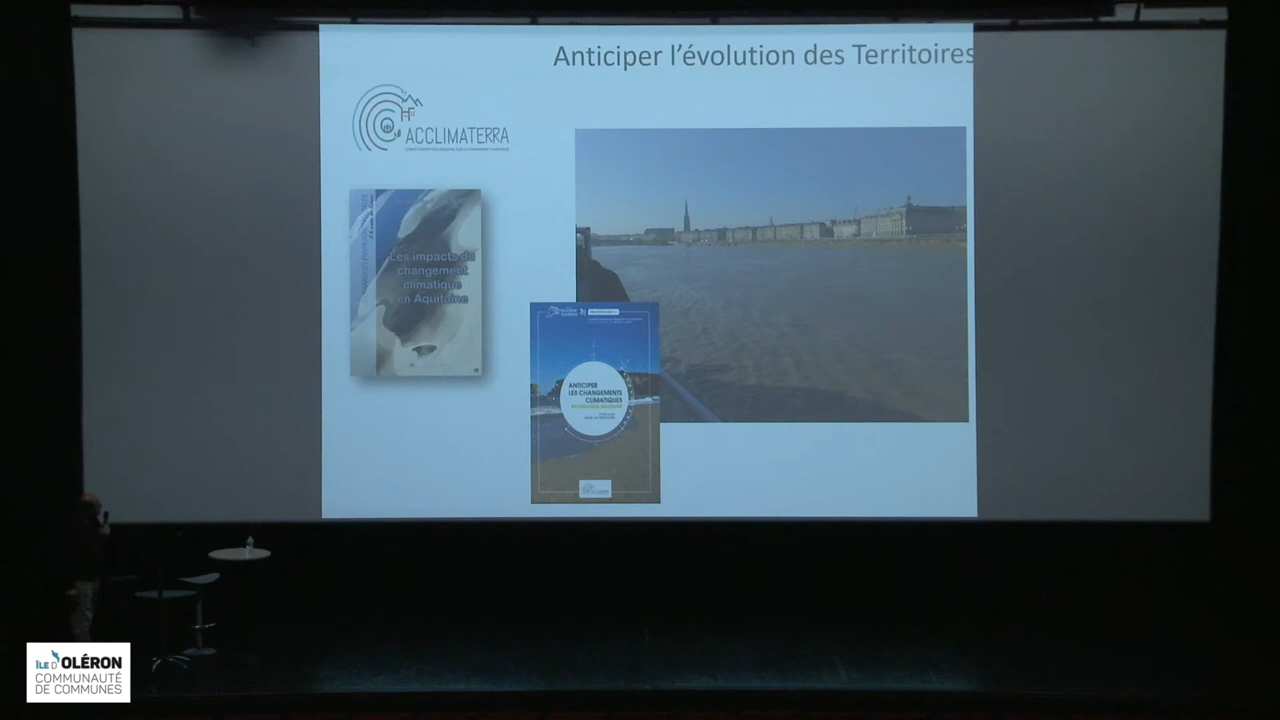 Anticiper l'évolution des Territoires
ACCLIMATERRA
Les impacts du
changement
climatique
en Aquitaine
ANTICIPER
LES CHANGEMENTS
CLIMATIQUES
EN NOUVELLE-AQUITAINE
ÎLE D'OLÉRON
COMMUNAUTÉ
DE COMMUNES